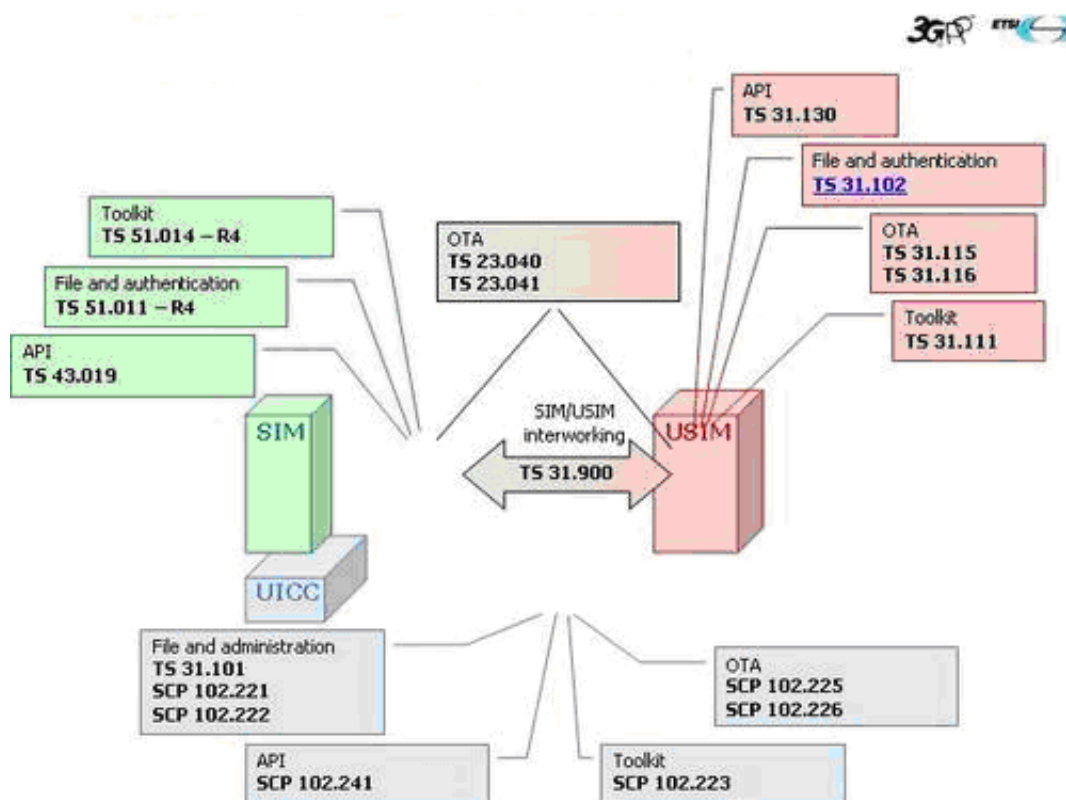 3GPP ETSI
API
TS 31.130
File and authentication
TS 31.102
Toolkit
TS 51.014 – R4
OTA
TS 23.040
TS 23.041
OTA
TS 31.115
TS 31.116
File and authentication
TS 51.011 – R4
Toolkit
TS 31.111
API
TS 43.019
SIM
SIM/USIM
interworking
TS 31.900
USIM
UICC
File and administration
TS 31.101
SCP 102.221
SCP 102.222
OTA
SCP 102.225
SCP 102.226
API
SCP 102.241
Toolkit
SCP 102.223